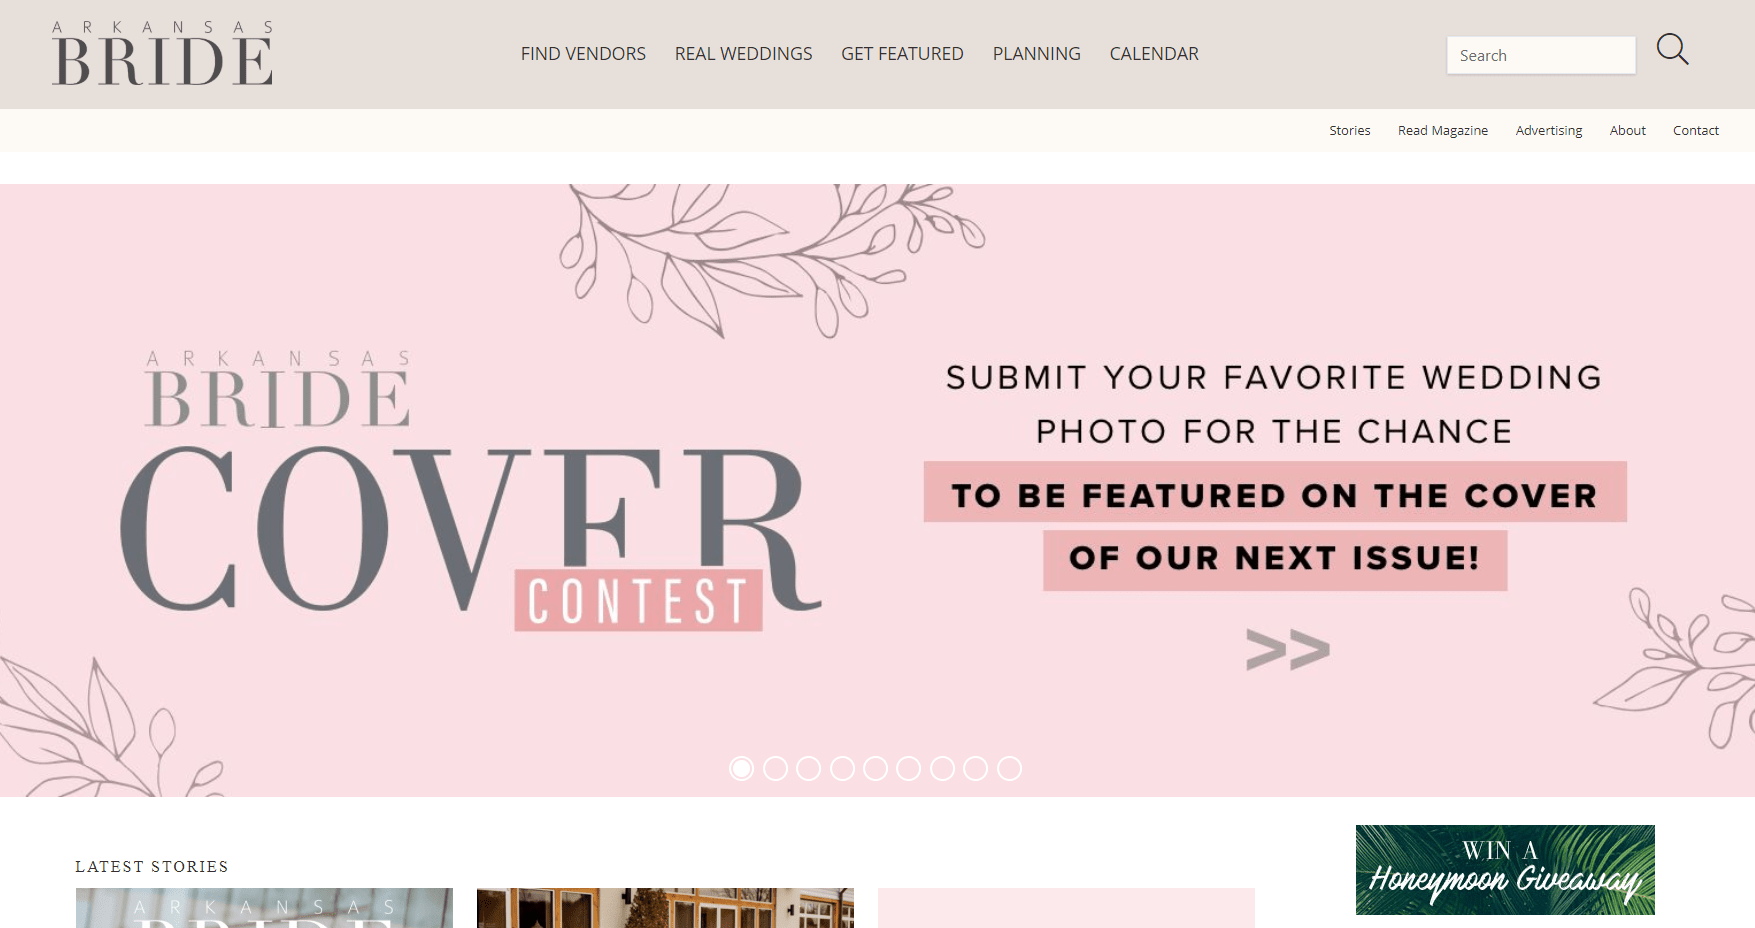 ARKANSAS
BRIDE
FIND VENDORS REAL WEDDINGS GET FEATURED PLANNING CALENDAR
Search
Stories Read Magazine Advertising About Contact
ARKANSAS
BRIDE
COVER
CONTEST
SUBMIT YOUR FAVORITE WEDDING
PHOTO FOR THE CHANCE
TO BE FEATURED ON THE COVER
OF OUR NEXT ISSUE!
>>
LATEST STORIES
ARKANSAS
BRIDE
WIN A
Honeymoon Giveaway